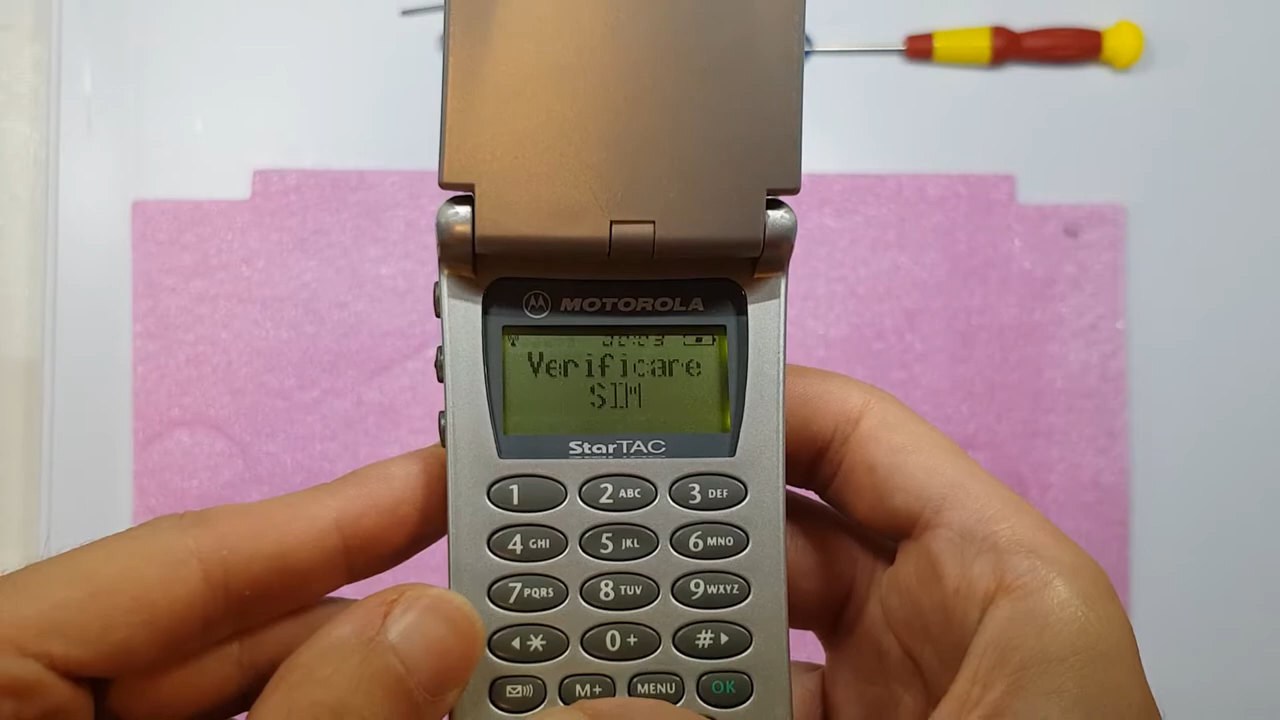 MOTOROLA
Verificare
SIM
StarTAC
1 2 ABC 3 DEF
4 GHI 5 JKL 6 MNO
7 PQRS 8 TUV 9 WXYZ
* 0 + #
M+ MENU OK